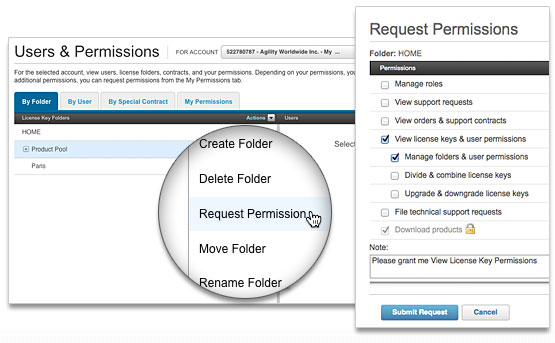 Users & Permissions
FOR ACCOUNT
522780787 - Agility Worldwide Inc. - My ...
For the selected account, view users, license folders, contracts, and your permissions. Depending on your permissions, you
additional permissions, you can request permissions from the My Permissions tab.
By Folder
By User
By Special Contract
My Permissions
License Key Folders
Actions
Users
HOME
Product Pool
Paris
Selec
Create Folder
Delete Folder
Request Permission
Move Folder
Rename Folder
Request Permissions
Folder: HOME
Permissions
Manage roles
View support requests
View orders & support contracts
View license keys & user permissions
Manage folders & user permissions
Divide & combine license keys
Upgrade & downgrade license keys
File technical support requests
Download products
Note:
Please grant me View License Key Permissions
Submit Request
Cancel